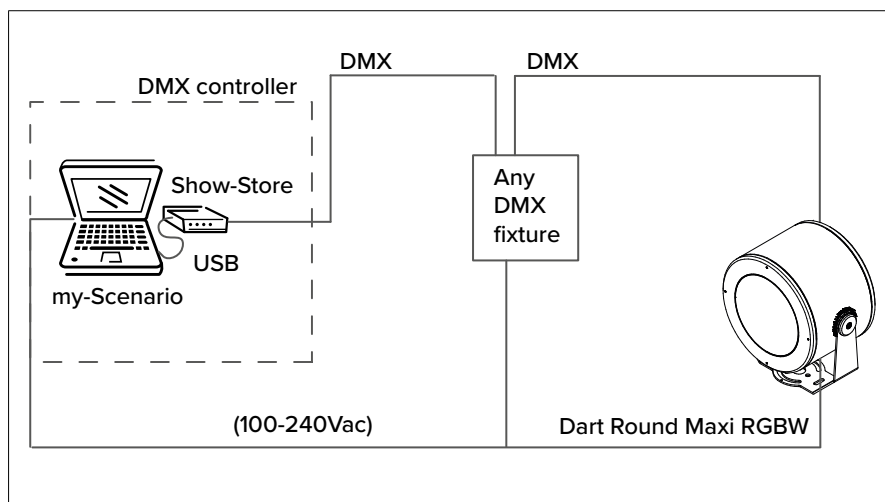 DMX
DMX
DMX controller
Show-Store
USB
my-Scenario
Any
DMX
fixture
(100-240Vac)
Dart Round Maxi RGBW